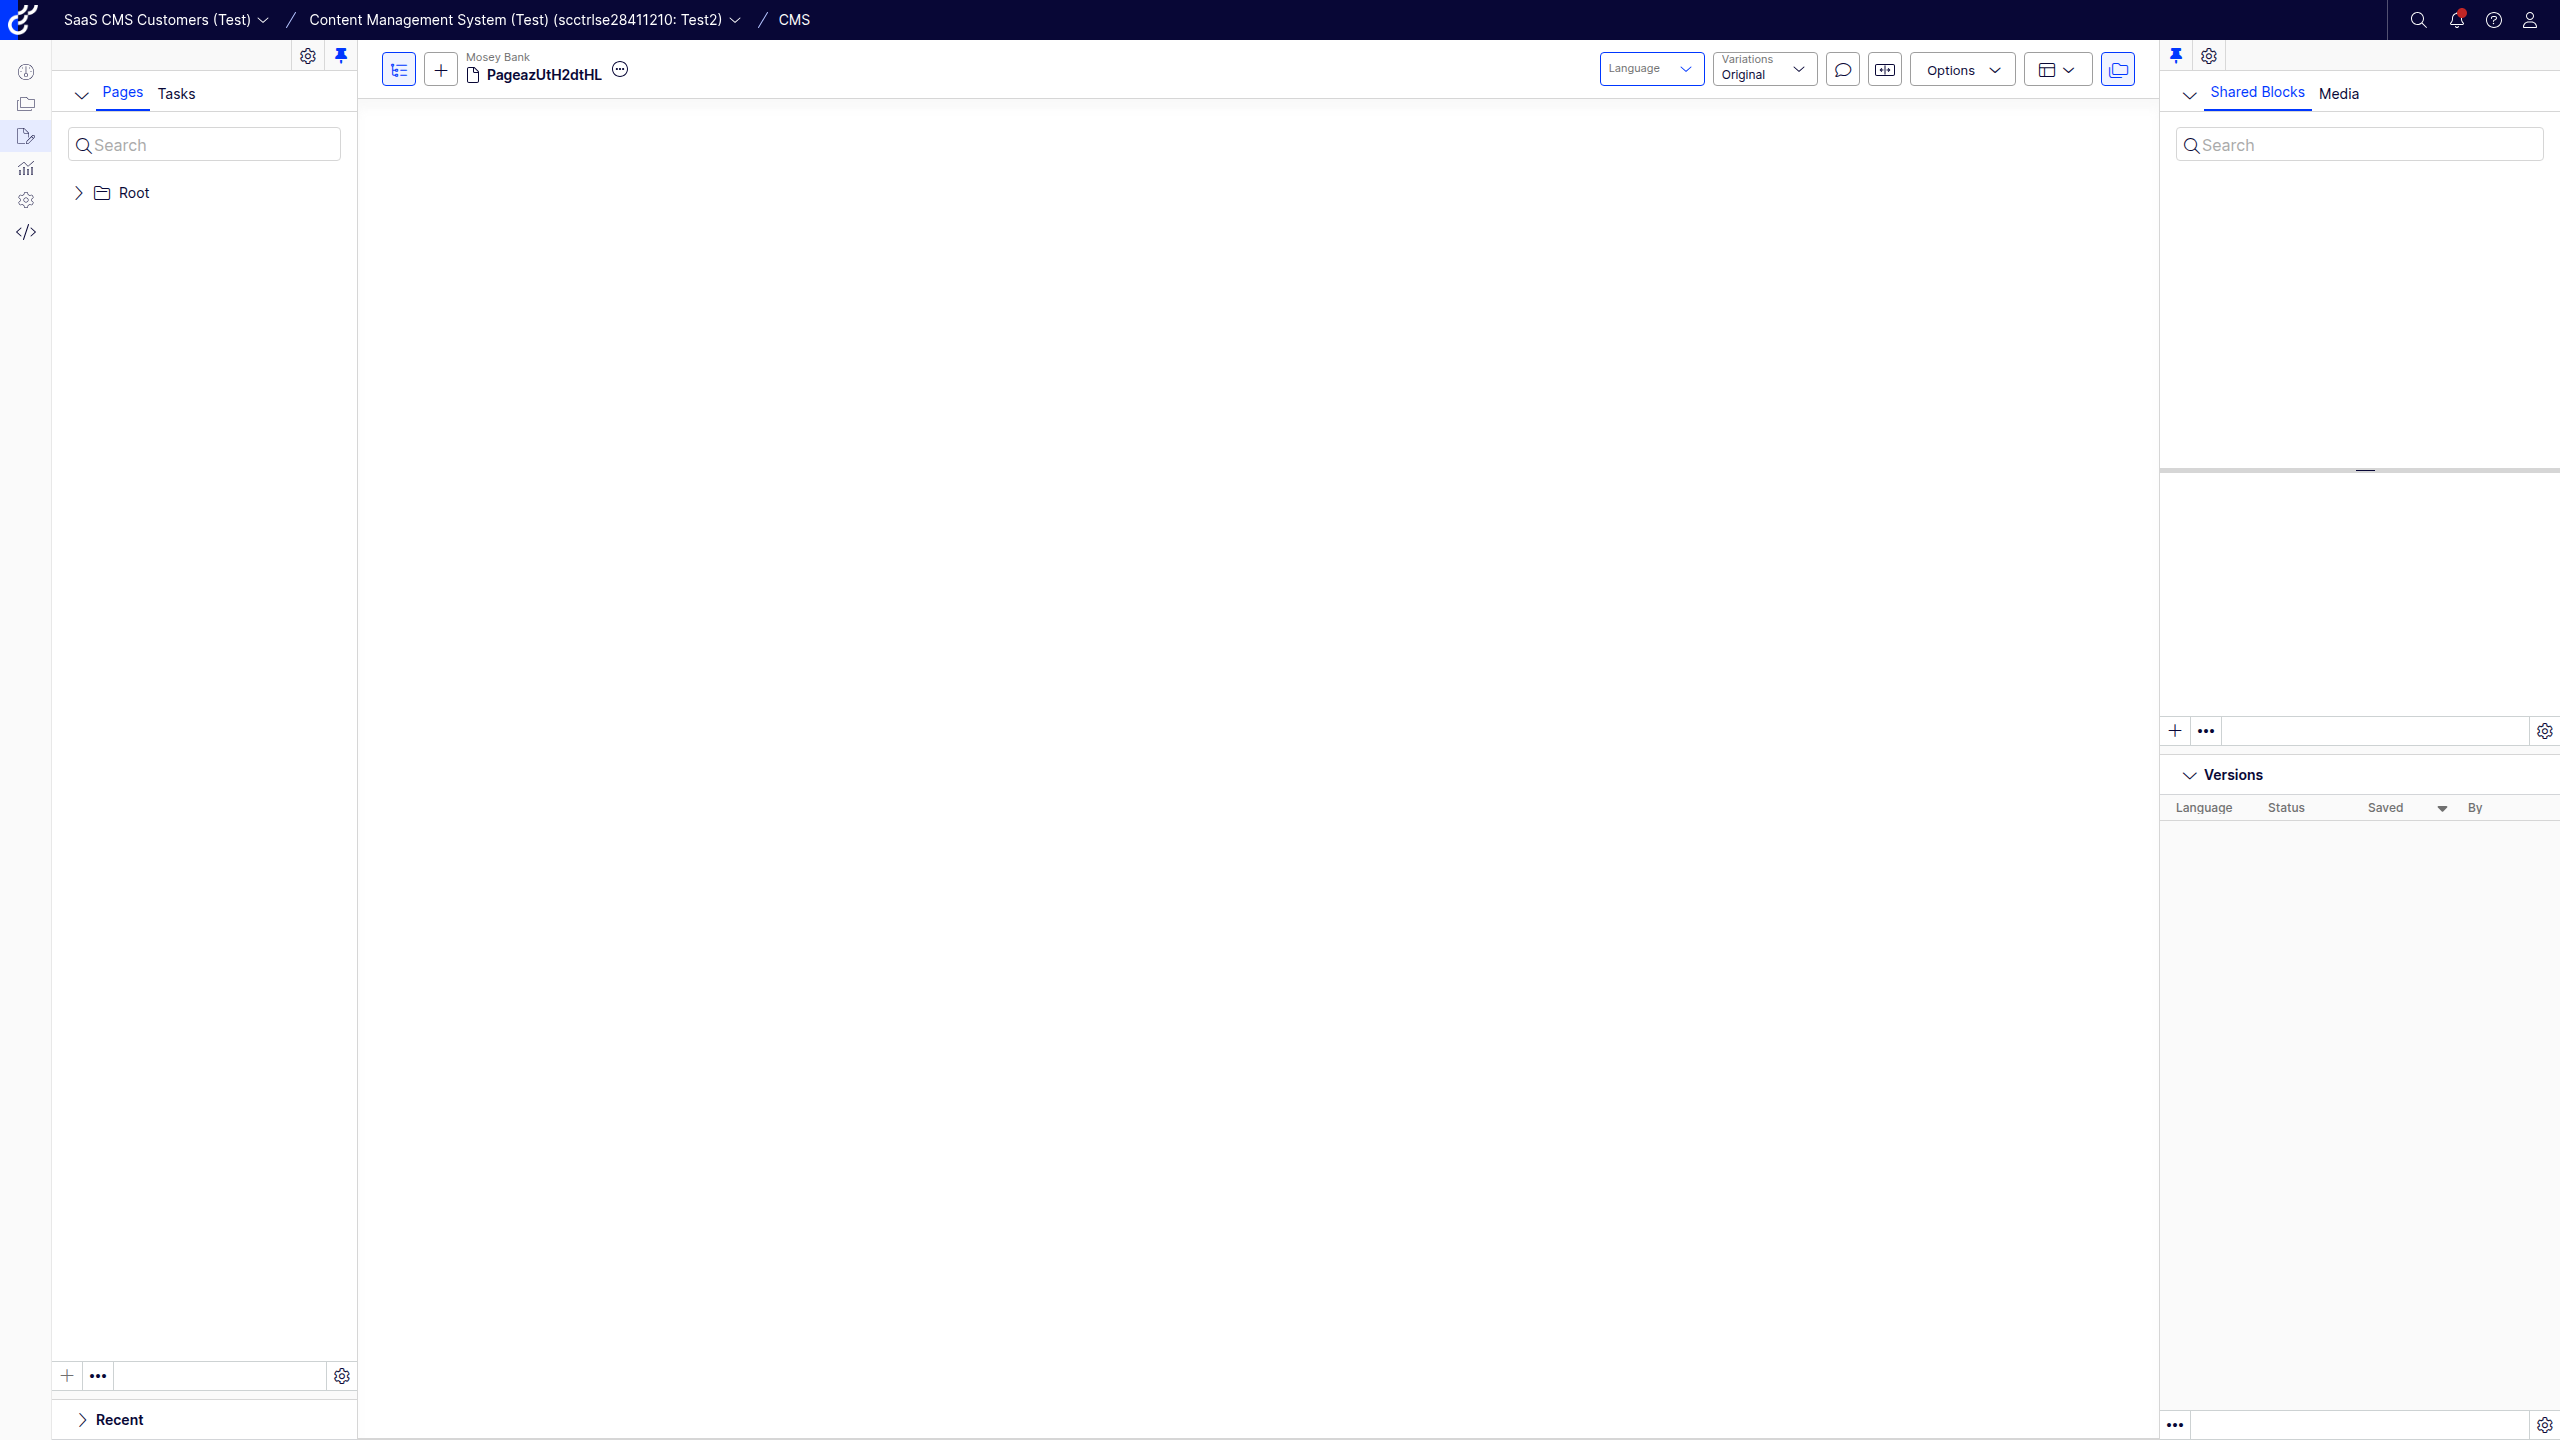 SaaS CMS Customers (Test) / Content Management System (Test) (scctrlse28411210: Test2) / CMS
Pages Tasks
Search
Root
Recent
Mosey Bank
PageazUtH2dtHL
Language
Variations
Original
Options
Shared Blocks Media
Search
Versions
Language Status Saved By